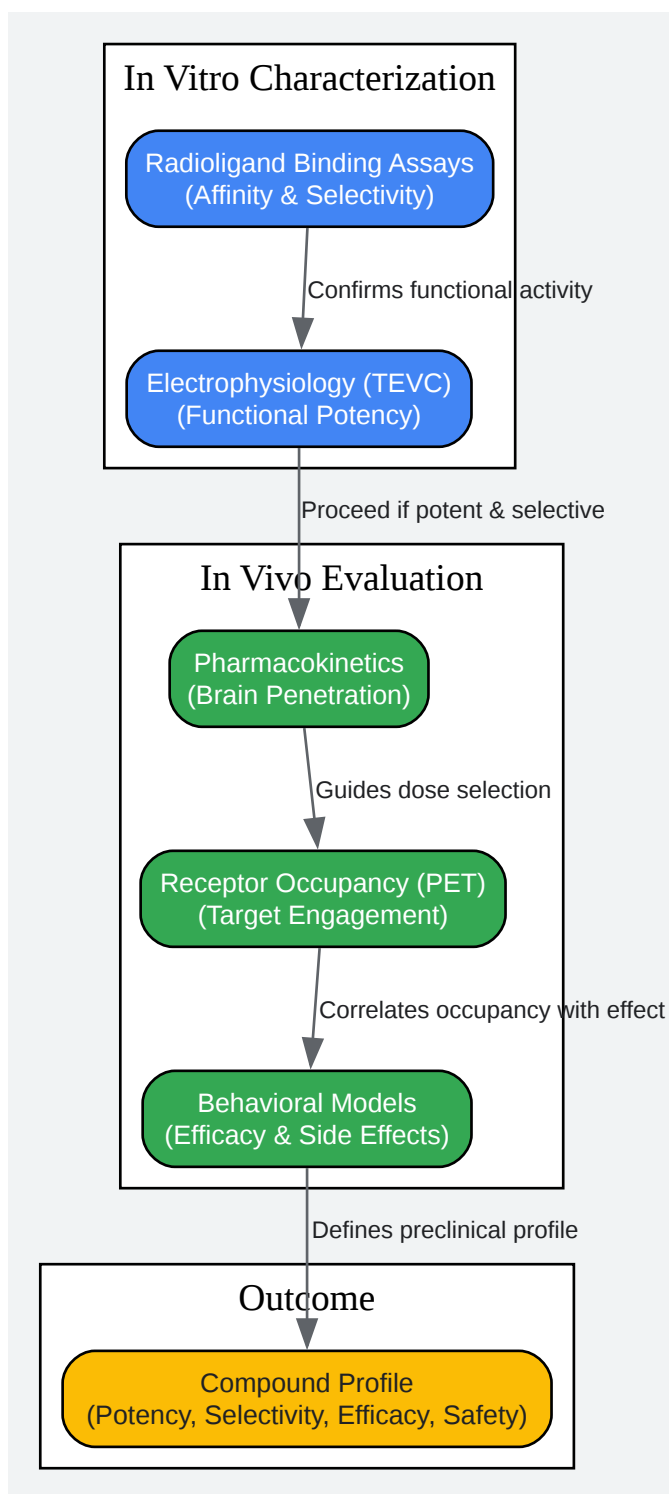 In Vitro Characterization
Radioligand Binding Assays
(Affinity & Selectivity)
Confirms functional activity
Electrophysiology (TEVC)
(Functional Potency)
Proceed if potent & selective
In Vivo Evaluation
Pharmacokinetics
(Brain Penetration)
Guides dose selection
Receptor Occupancy (PET)
(Target Engagement)
Correlates occupancy with effect
Behavioral Models
(Efficacy & Side Effects)
Defines preclinical profile
Outcome
Compound Profile
(Potency, Selectivity, Efficacy, Safety)